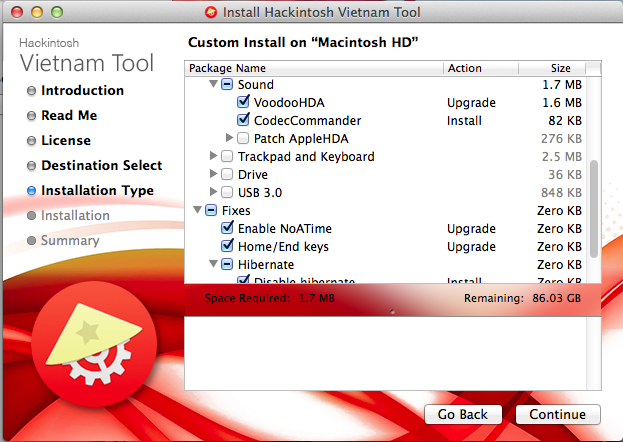 Install Hackintosh Vietnam Tool
Hackintosh
Vietnam Tool
Introduction
Read Me
License
Destination Select
Installation Type
Installation
Summary
Custom Install on “Macintosh HD”
Package Name Action Size
Sound 1.7 MB
VoodooHDA Upgrade 1.6 MB
CodecCommander Install 82 KB
Patch AppleHDA 276 KB
Trackpad and Keyboard 2.5 MB
Drive 36 KB
USB 3.0 848 KB
Fixes Zero KB
Enable NoATime Upgrade Zero KB
Home/End keys Upgrade Zero KB
Hibernate Zero KB
Disable hibernate Install Zero KB
Space Required: 1.7 MB Remaining: 86.03 GB
Go Back Continue